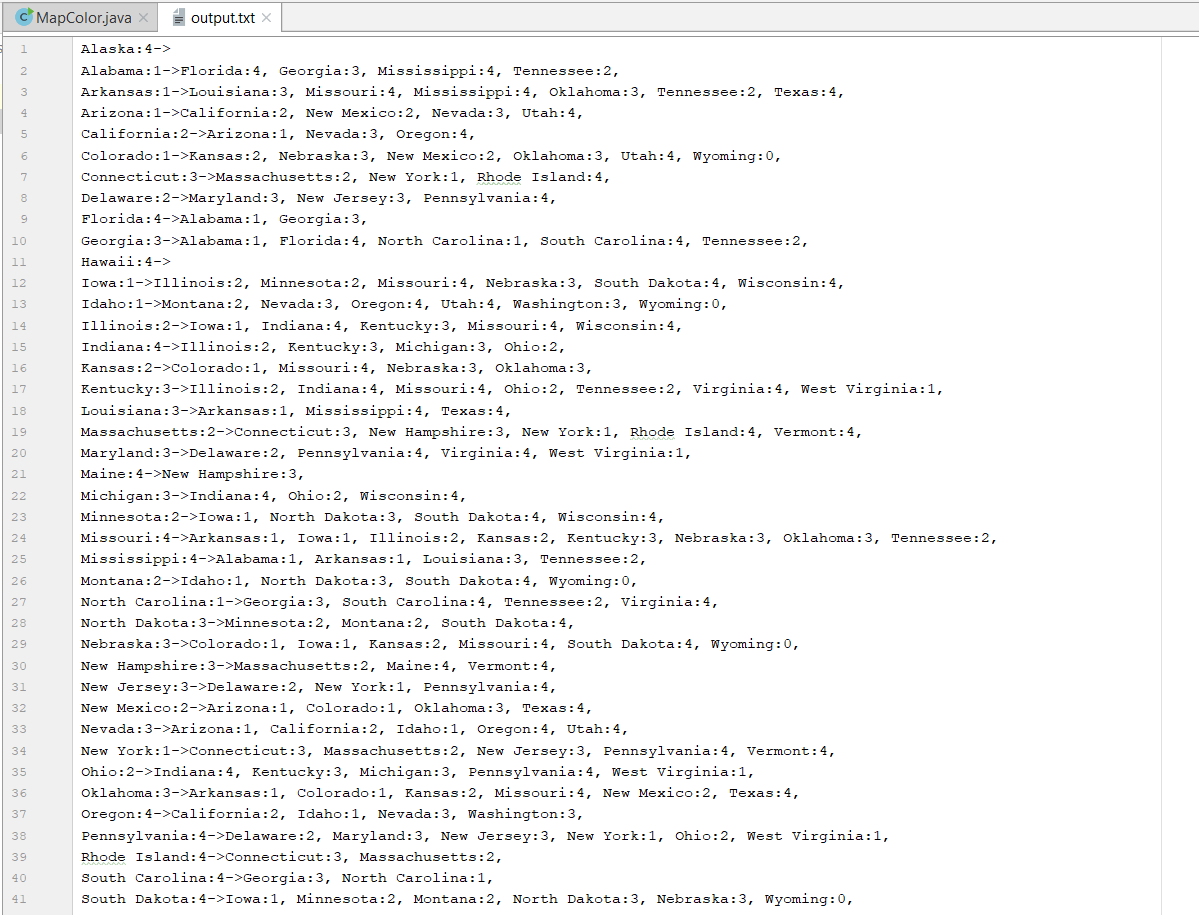 MapColor.java output.txt
1 Alaska:4->
2 Alabama:1->Florida:4, Georgia:3, Mississippi:4, Tennessee:2,
3 Arkansas:1->Louisiana:3, Missouri:4, Mississippi:4, Oklahoma:3, Tennessee:2, Texas:4,
4 Arizona:1->California:2, New Mexico:2, Nevada:3, Utah:4,
5 California:2->Arizona:1, Nevada:3, Oregon:4,
6 Colorado:1->Kansas:2, Nebraska:3, New Mexico:2, Oklahoma:3, Utah:4, Wyoming:0,
7 Connecticut:3->Massachusetts:2, New York:1, Rhode Island:4,
8 Delaware:2->Maryland:3, New Jersey:3, Pennsylvania:4,
9 Florida:4->Alabama:1, Georgia:3,
10 Georgia:3->Alabama:1, Florida:4, North Carolina:1, South Carolina:4, Tennessee:2,
11 Hawaii:4->
12 Iowa:1->Illinois:2, Minnesota:2, Missouri:4, Nebraska:3, South Dakota:4, Wisconsin:4,
13 Idaho:1->Montana:2, Nevada:3, Oregon:4, Utah:4, Washington:3, Wyoming:0,
14 Illinois:2->Iowa:1, Indiana:4, Kentucky:3, Missouri:4, Wisconsin:4,
15 Indiana:4->Illinois:2, Kentucky:3, Michigan:3, Ohio:2,
16 Kansas:2->Colorado:1, Missouri:4, Nebraska:3, Oklahoma:3,
17 Kentucky:3->Illinois:2, Indiana:4, Missouri:4, Ohio:2, Tennessee:2, Virginia:4, West Virginia:1,
18 Louisiana:3->Arkansas:1, Mississippi:4, Texas:4,
19 Massachusetts:2->Connecticut:3, New Hampshire:3, New York:1, Rhode Island:4, Vermont:4,
20 Maryland:3->Delaware:2, Pennsylvania:4, Virginia:4, West Virginia:1,
21 Maine:4->New Hampshire:3,
22 Michigan:3->Indiana:4, Ohio:2, Wisconsin:4,
23 Minnesota:2->Iowa:1, North Dakota:3, South Dakota:4, Wisconsin:4,
24 Missouri:4->Arkansas:1, Iowa:1, Illinois:2, Kansas:2, Kentucky:3, Nebraska:3, Oklahoma:3, Tennessee:2,
25 Mississippi:4->Alabama:1, Arkansas:1, Louisiana:3, Tennessee:2,
26 Montana:2->Idaho:1, North Dakota:3, South Dakota:4, Wyoming:0,
27 North Carolina:1->Georgia:3, South Carolina:4, Tennessee:2, Virginia:4,
28 North Dakota:3->Minnesota:2, Montana:2, South Dakota:4,
29 Nebraska:3->Colorado:1, Iowa:1, Kansas:2, Missouri:4, South Dakota:4, Wyoming:0,
30 New Hampshire:3->Massachusetts:2, Maine:4, Vermont:4,
31 New Jersey:3->Delaware:2, New York:1, Pennsylvania:4,
32 New Mexico:2->Arizona:1, Colorado:1, Oklahoma:3, Texas:4,
33 Nevada:3->Arizona:1, California:2, Idaho:1, Oregon:4, Utah:4,
34 New York:1->Connecticut:3, Massachusetts:2, New Jersey:3, Pennsylvania:4, Vermont:4,
35 Ohio:2->Indiana:4, Kentucky:3, Michigan:3, Pennsylvania:4, West Virginia:1,
36 Oklahoma:3->Arkansas:1, Colorado:1, Kansas:2, Missouri:4, New Mexico:2, Texas:4,
37 Oregon:4->California:2, Idaho:1, Nevada:3, Washington:3,
38 Pennsylvania:4->Delaware:2, Maryland:3, New Jersey:3, New York:1, Ohio:2, West Virginia:1,
39 Rhode Island:4->Connecticut:3, Massachusetts:2,
40 South Carolina:4->Georgia:3, North Carolina:1,
41 South Dakota:4->Iowa:1, Minnesota:2, Montana:2, North Dakota:3, Nebraska:3, Wyoming:0,